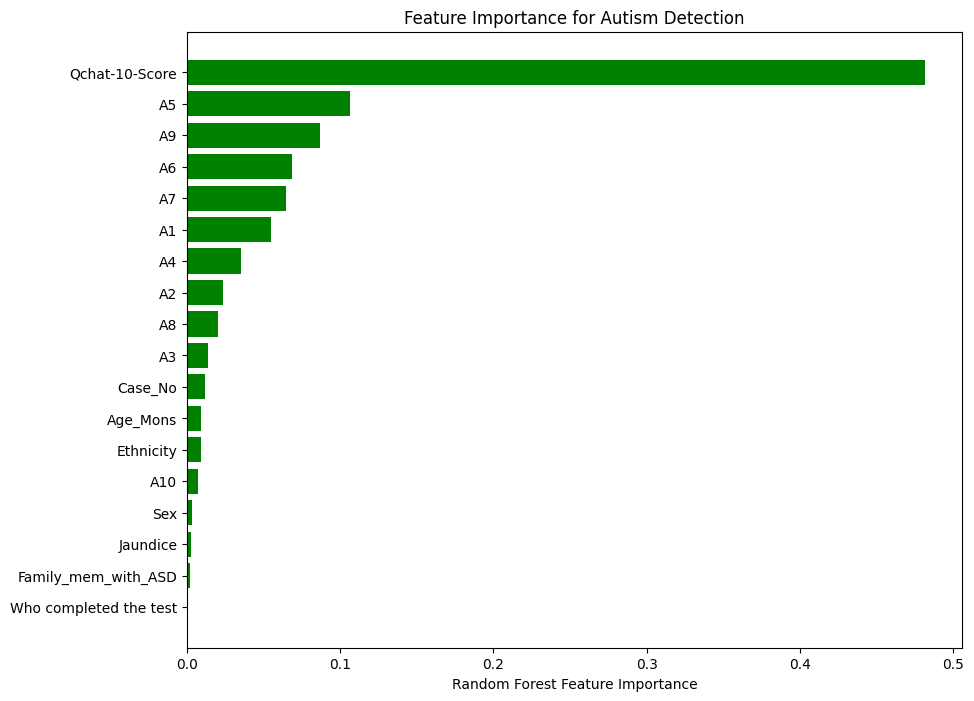 Feature Importance for Autism Detection
Qchat-10-Score
A5
A9
A6
A7
A1
A4
A2
A8
A3
Case_No
Age_Mons
Ethnicity
A10
Sex
Jaundice
Family_mem_with_ASD
Who completed the test
0.0 0.1 0.2 0.3 0.4 0.5
Random Forest Feature Importance